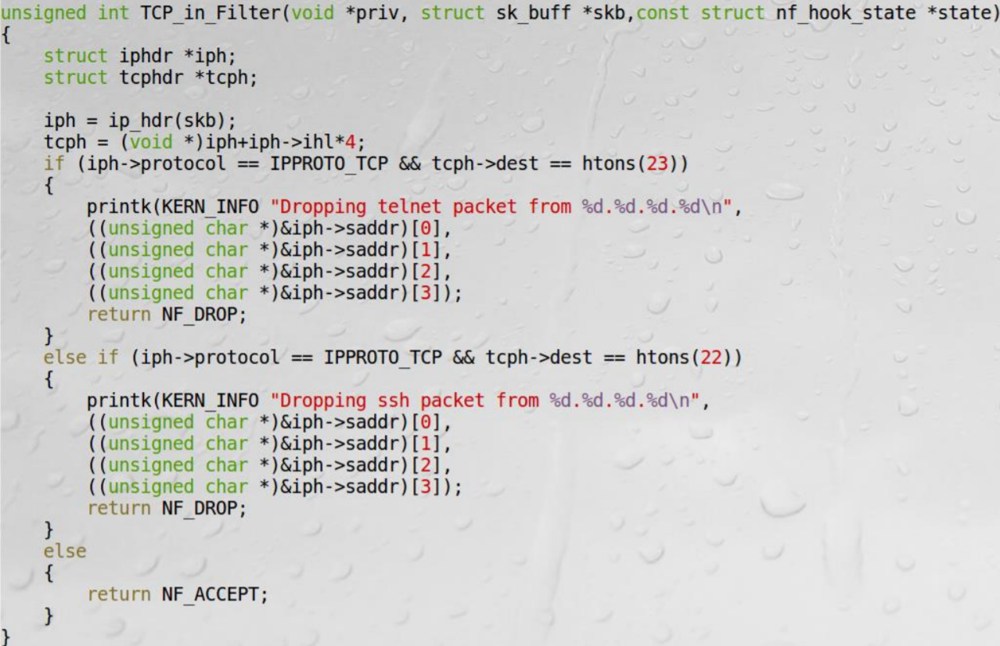 unsigned int TCP_in_Filter(void *priv, struct sk_buff *skb,const struct nf_hook_state *state)
{
    struct iphdr *iph;
    struct tcphdr *tcph;

    iph = ip_hdr(skb);
    tcph = (void *)iph+iph->ihl*4;
    if (iph->protocol == IPPROTO_TCP && tcph->dest == htons(23))
    {
        printk(KERN_INFO "Dropping telnet packet from %d.%d.%d.%d\n",
        ((unsigned char *)&iph->saddr)[0],
        ((unsigned char *)&iph->saddr)[1],
        ((unsigned char *)&iph->saddr)[2],
        ((unsigned char *)&iph->saddr)[3]);
        return NF_DROP;
    }
    else if (iph->protocol == IPPROTO_TCP && tcph->dest == htons(22))
    {
        printk(KERN_INFO "Dropping ssh packet from %d.%d.%d.%d\n",
        ((unsigned char *)&iph->saddr)[0],
        ((unsigned char *)&iph->saddr)[1],
        ((unsigned char *)&iph->saddr)[2],
        ((unsigned char *)&iph->saddr)[3]);
        return NF_DROP;
    }
    else
    {
        return NF_ACCEPT;
    }
}